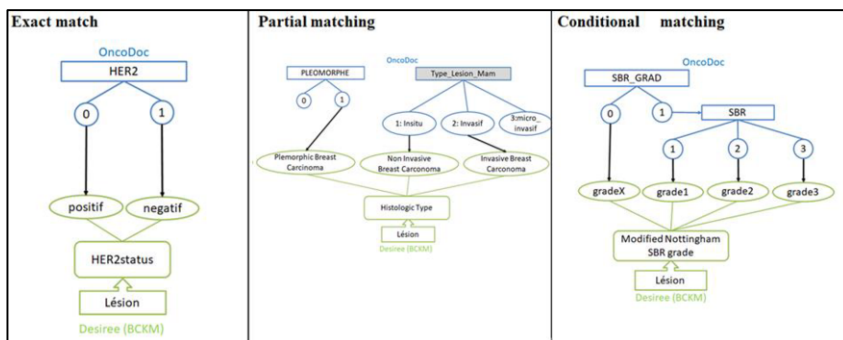 Exact match
OncoDoc
HER2
0
1
positif
negatif
HER2status
Lésion
Desiree (BCKM)
Partial matching
OncoDoc
PLEOMORPHE
Type_Lesion_Mam
0
1
1: Insitu
2: Invasif
3:micro_
invasif
Plemorphic Breast
Carcinoma
Non Invasive
Breast Carconoma
Invasive Breast
Carconoma
Histologic Type
Lésion
Desiree (BCKM)
Conditional matching
OncoDoc
SBR_GRAD
0
1
SBR
1
2
3
gradeX
grade1
grade2
grade3
Modified Nottingham
SBR grade
Lésion
Desiree (BCKM)